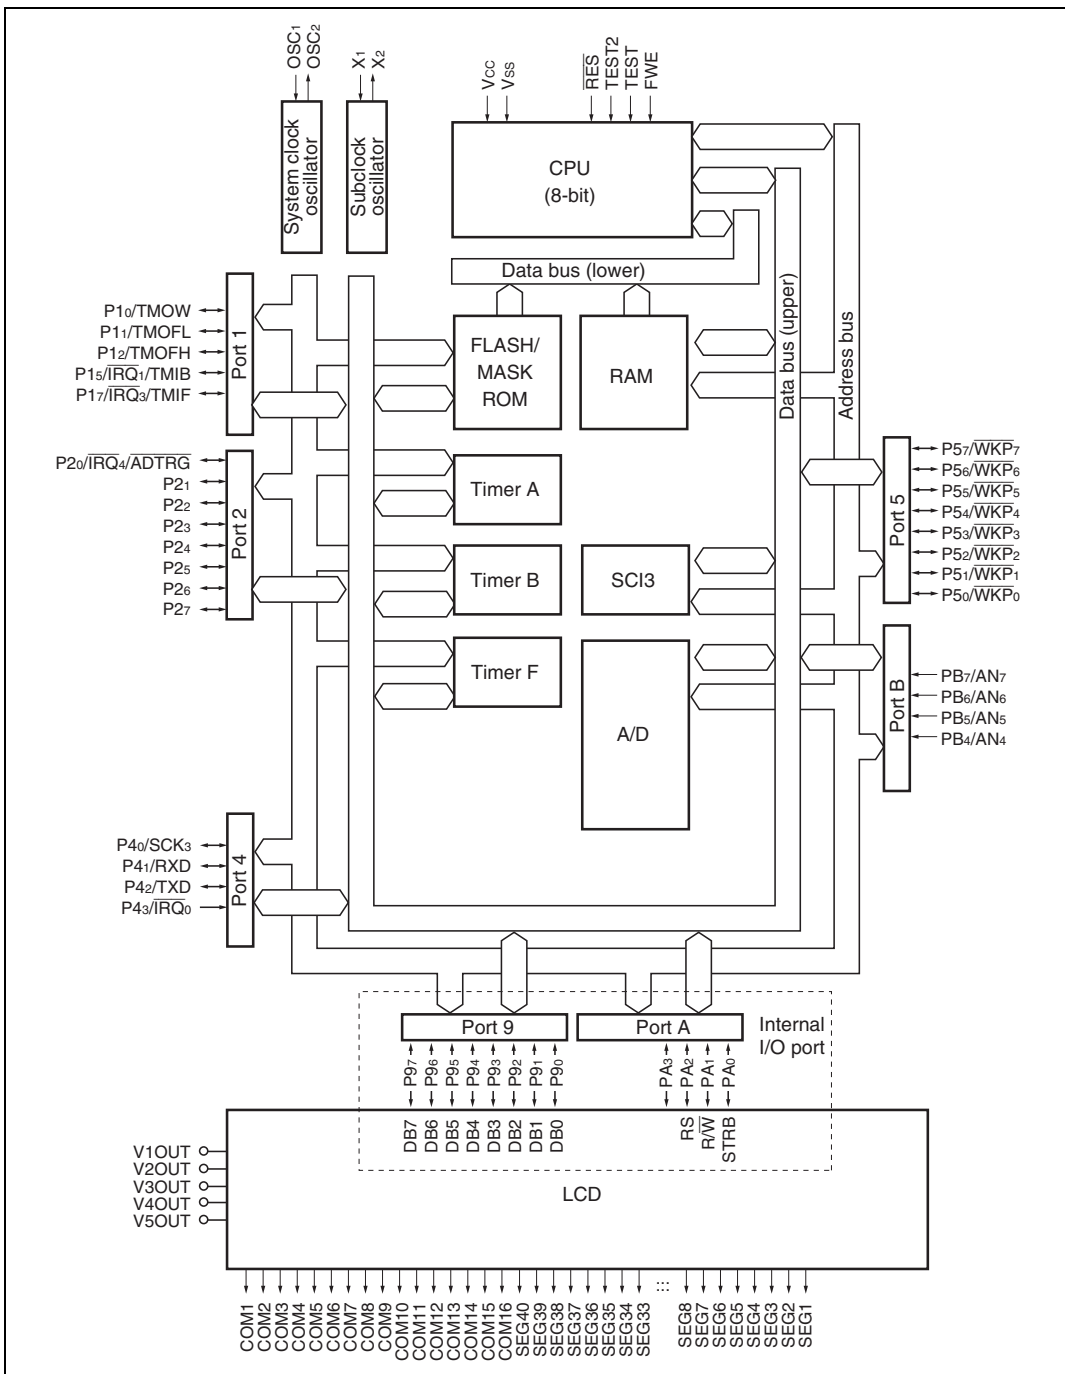 OSC1
OSC2
X1
X2
VCC
VSS
RES
TEST2
TEST
FWE
System clock
oscillator
Subclock
oscillator
CPU
(8-bit)
Data bus (lower)
Data bus (upper)
Address bus
P10/TMOW
P11/TMOFL
P12/TMOFH
P15/IRQ1/TMIB
P17/IRQ3/TMIF
Port 1
FLASH/
MASK
ROM
RAM
P20/IRQ4/ADTRG
P21
P22
P23
P24
P25
P26
P27
Port 2
Timer A
Timer B
Timer F
SCI3
A/D
Port 5
P57/WKP7
P56/WKP6
P55/WKP5
P54/WKP4
P53/WKP3
P52/WKP2
P51/WKP1
P50/WKP0
Port B
PB7/AN7
PB6/AN6
PB5/AN5
PB4/AN4
P40/SCK3
P41/RXD
P42/TXD
P43/IRQ0
Port 4
Port 9
Port A
Internal
I/O port
P97
P96
P95
P94
P93
P92
P91
P90
PA3
PA2
PA1
PA0
DB7
DB6
DB5
DB4
DB3
DB2
DB1
DB0
RS
R/W
STRB
V1OUT
V2OUT
V3OUT
V4OUT
V5OUT
LCD
COM1
COM2
COM3
COM4
COM5
COM6
COM7
COM8
COM9
COM10
COM11
COM12
COM13
COM14
COM15
COM16
SEG40
SEG39
SEG38
SEG37
SEG36
SEG35
SEG34
SEG33
:::
SEG8
SEG7
SEG6
SEG5
SEG4
SEG3
SEG2
SEG1